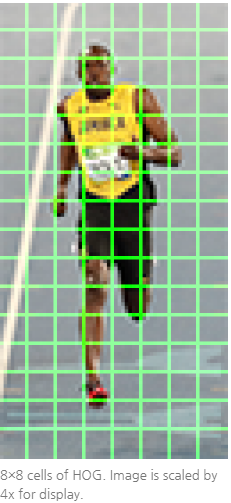 8×8 cells of HOG. Image is scaled by
4x for display.